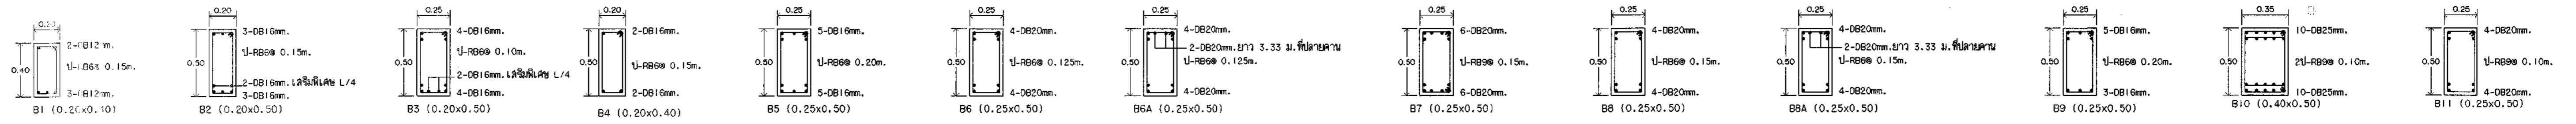 0.20
2-DB12mm.
0.40
ป-RB6@ 0.15m.
3-DB12mm.
B1 (0.20x0.40)
0.20
3-DB16mm.
0.50
ป-RB6@ 0.15m.
2-DB16mm.เสริมพิเศษ L/4
3-DB16mm.
B2 (0.20x0.50)
0.25
4-DB16mm.
0.50
ป-RB6@ 0.10m.
2-DB16mm.เสริมพิเศษ L/4
4-DB16mm.
B3 (0.20x0.50)
0.20
2-DB16mm.
0.50
ป-RB6@ 0.15m.
2-DB16mm.
B4 (0.20x0.40)
0.25
5-DB16mm.
0.50
ป-RB6@ 0.20m.
5-DB16mm.
B5 (0.25x0.50)
0.25
4-DB20mm.
0.50
ป-RB6@ 0.125m.
4-DB20mm.
B6 (0.25x0.50)
0.25
4-DB20mm.
2-DB20mm.ยาว 3.33 ม.ที่ปลายคาน
0.50
ป-RB6@ 0.125m.
4-DB20mm.
B6A (0.25x0.50)
0.25
6-DB20mm.
0.50
ป-RB9@ 0.15m.
6-DB20mm.
B7 (0.25x0.50)
0.25
4-DB20mm.
0.50
ป-RB6@ 0.15m.
4-DB20mm.
B8 (0.25x0.50)
0.25
4-DB20mm.
2-DB20mm.ยาว 3.33 ม.ที่ปลายคาน
0.50
ป-RB6@ 0.15m.
4-DB20mm.
B8A (0.25x0.50)
0.25
5-DB16mm.
0.50
ป-RB6@ 0.20m.
3-DB16mm.
B9 (0.25x0.50)
0.35
10-DB25mm.
0.50
2ป-RB9@ 0.10m.
10-DB25mm.
B10 (0.40x0.50)
0.25
4-DB20mm.
0.50
ป-RB9@ 0.10m.
4-DB20mm.
B11 (0.25x0.50)